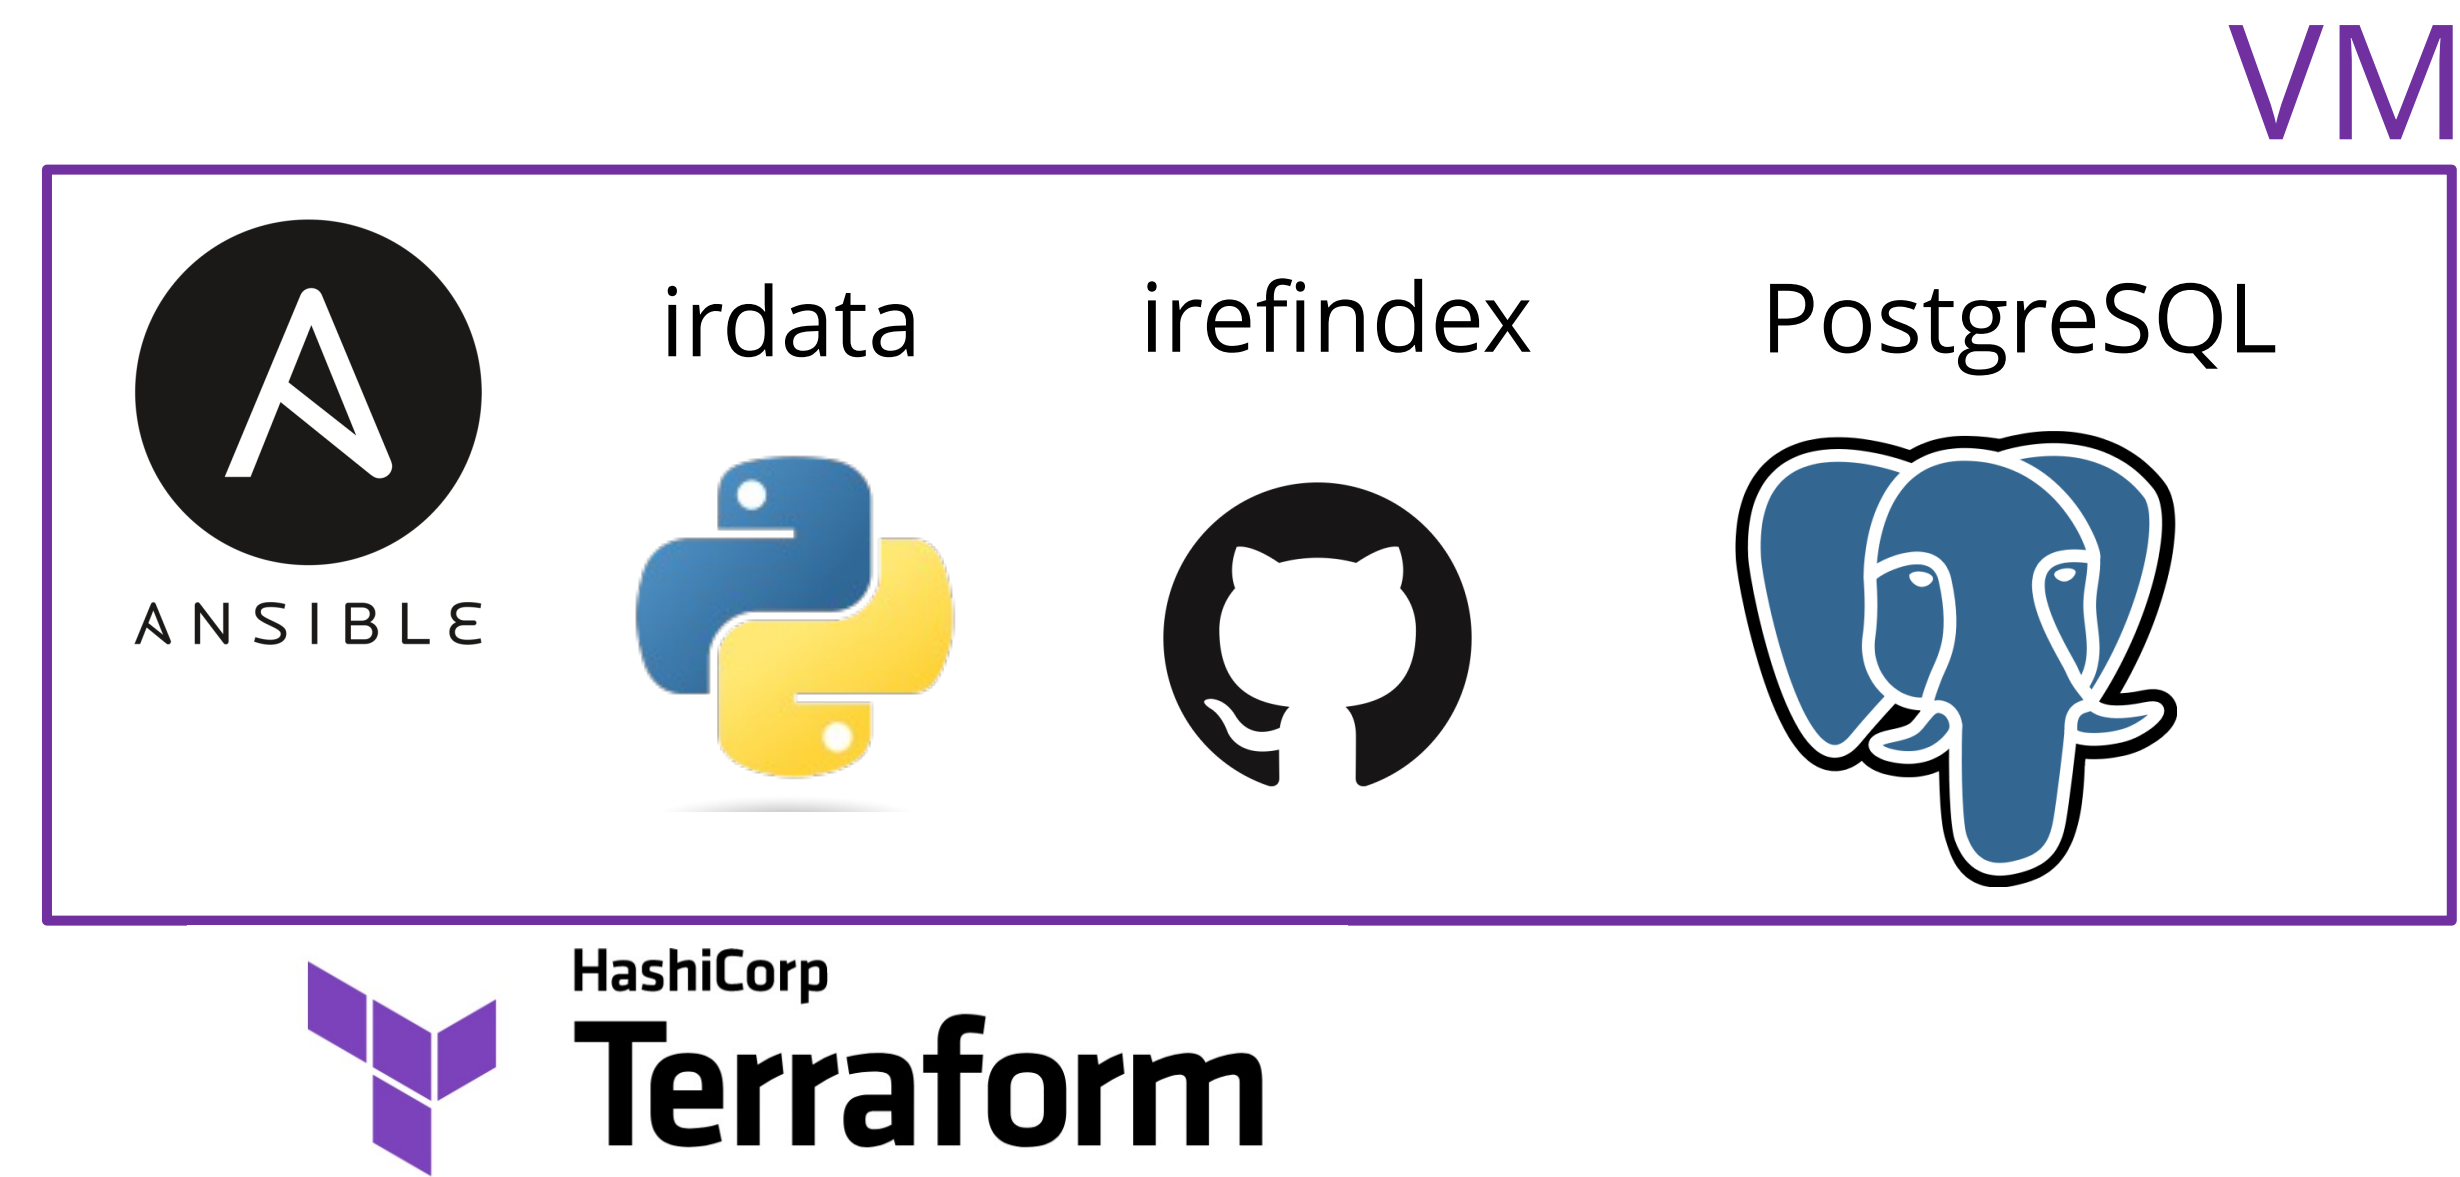 VM
irdata
irefindex
PostgreSQL
ANSIBLE
HashiCorp
Terraform